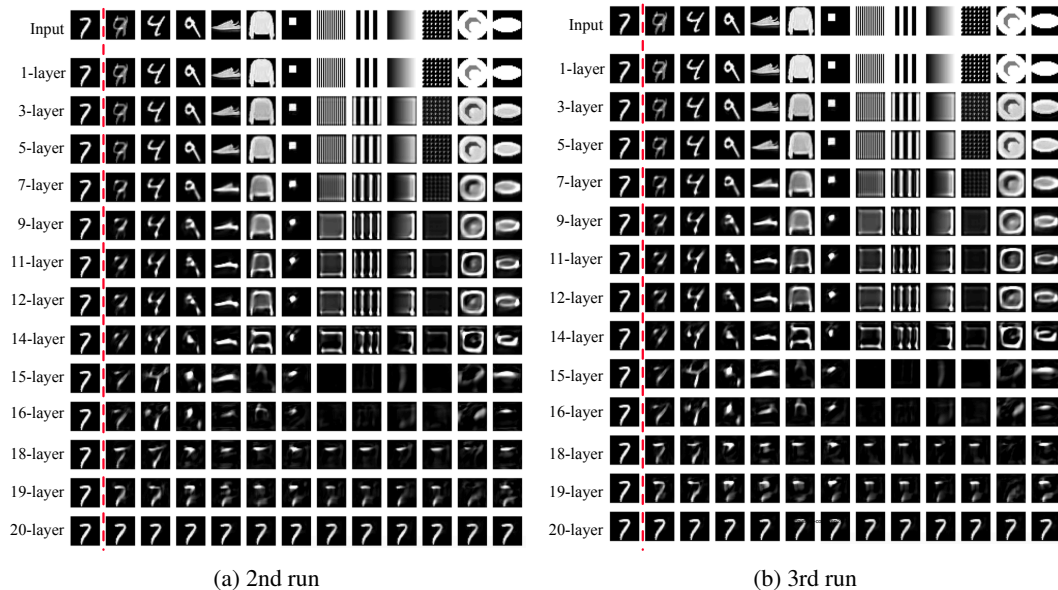 Input
1-layer
3-layer
5-layer
7-layer
9-layer
11-layer
12-layer
14-layer
15-layer
16-layer
18-layer
19-layer
20-layer
(a) 2nd run
Input
1-layer
3-layer
5-layer
7-layer
9-layer
11-layer
12-layer
14-layer
15-layer
16-layer
18-layer
19-layer
20-layer
(b) 3rd run